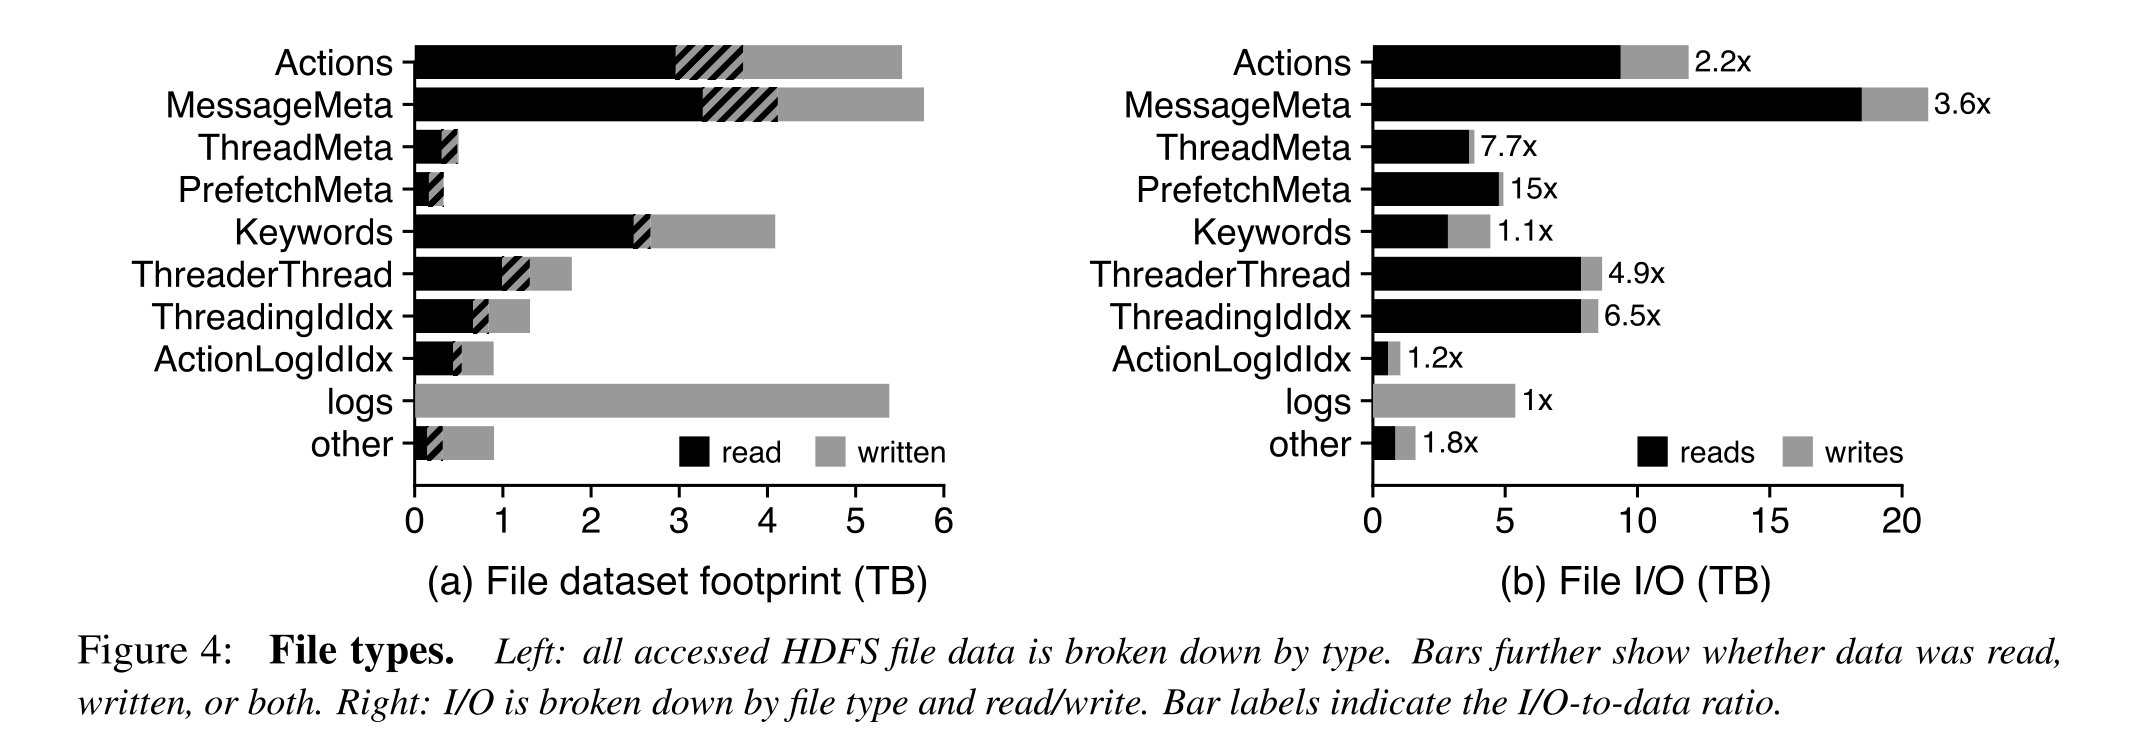 Actions
MessageMeta
ThreadMeta
PrefetchMeta
Keywords
ThreaderThread
ThreadingIdIdx
ActionLogIdIdx
logs
other
read written
0 1 2 3 4 5 6
(a) File dataset footprint (TB)
Actions 2.2x
MessageMeta 3.6x
ThreadMeta 7.7x
PrefetchMeta 15x
Keywords 1.1x
ThreaderThread 4.9x
ThreadingIdIdx 6.5x
ActionLogIdIdx 1.2x
logs 1x
other 1.8x
reads writes
0 5 10 15 20
(b) File I/O (TB)
Figure 4: File types. Left: all accessed HDFS file data is broken down by type. Bars further show whether data was read,
written, or both. Right: I/O is broken down by file type and read/write. Bar labels indicate the I/O-to-data ratio.